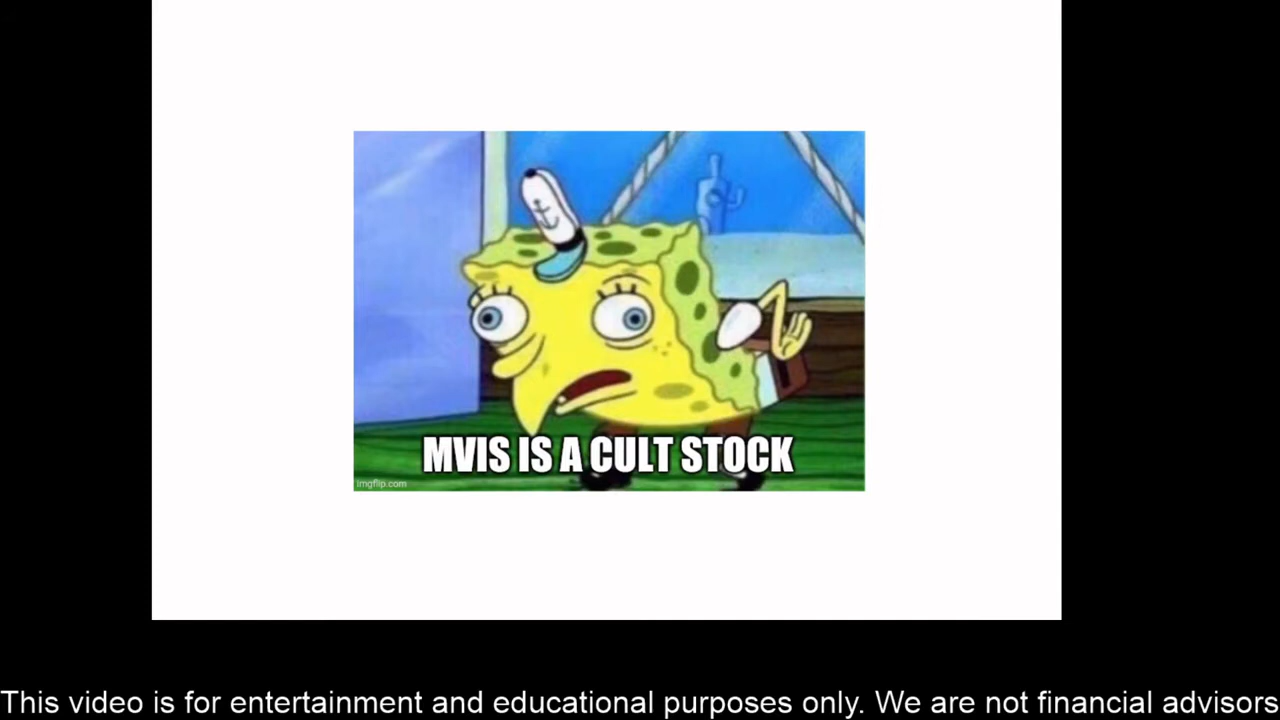 MVIS IS A CULT STOCK
imgflip.com
This video is for entertainment and educational purposes only. We are not financial advisors